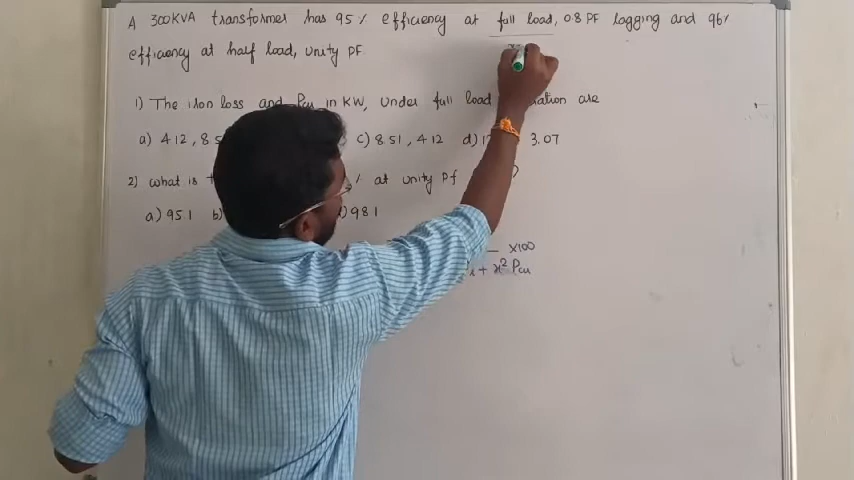 A 300KVA transformer has 95% efficiency at full load, 0.8 PF lagging and 96%
efficiency at half load, unity PF
1) The iron loss and Pcu in KW, Under full load are
a) 4.12, 8.5 c) 8.51, 4.12 d) 3.07
2) what is % at unity Pf
a) 95.1 b) 98.1
x100
+ x² Pcu